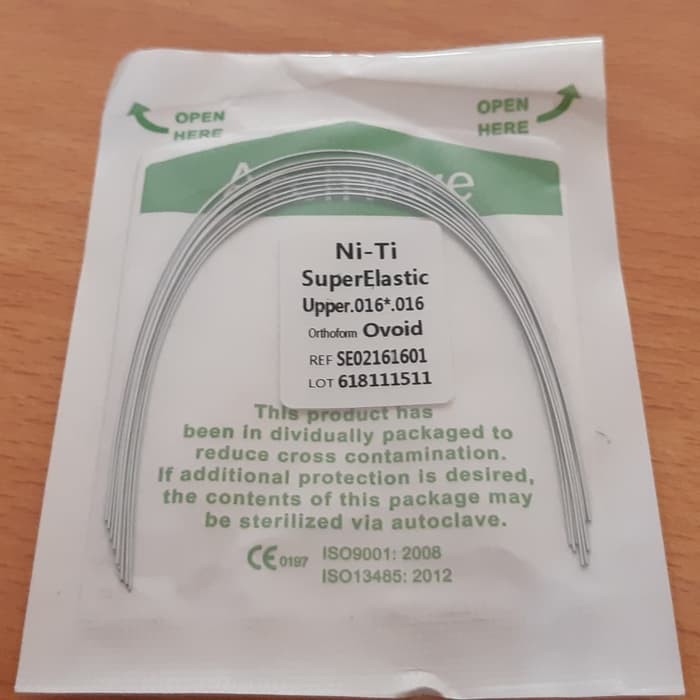 OPEN
HERE
OPEN
HERE
Ni-Ti
SuperElastic
Upper.016*.016
Orthoform Ovoid
REF SE02161601
LOT 618111511
This product has
been in dividually packaged to
reduce cross contamination.
If additional protection is desired,
the contents of this package may
be sterilized via autoclave.
CE 0197 ISO9001: 2008
ISO13485: 2012